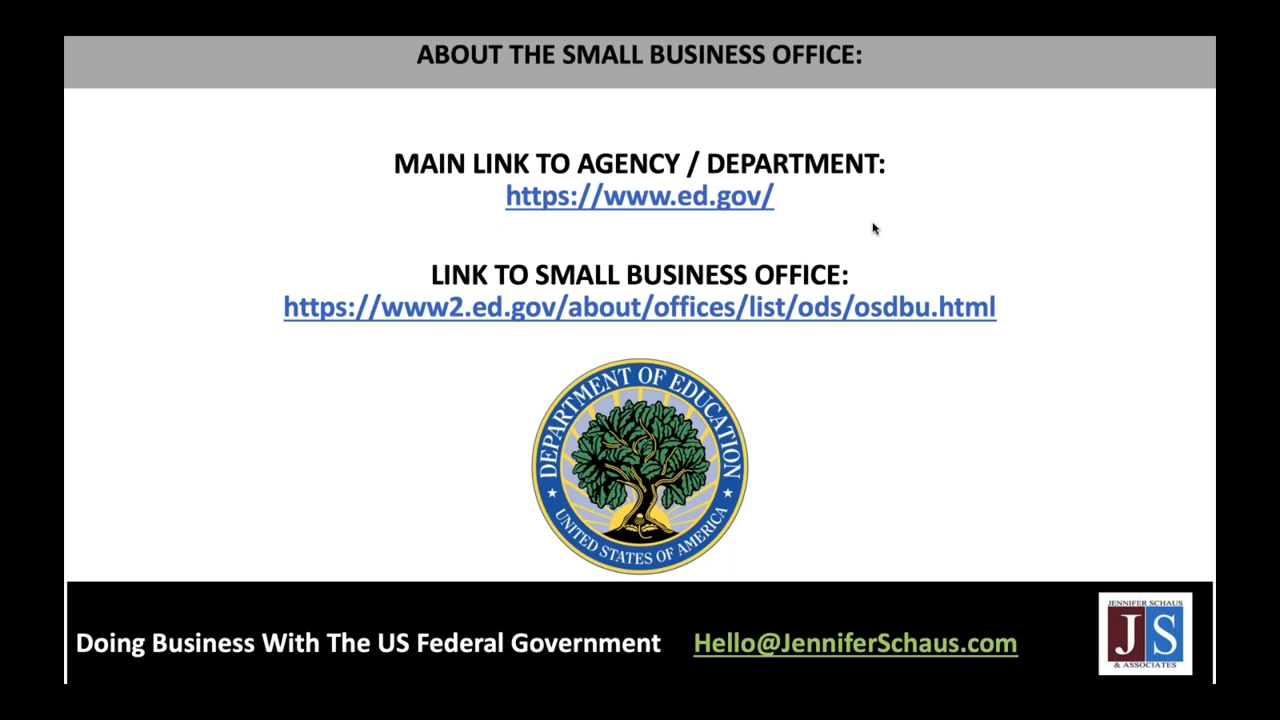 ABOUT THE SMALL BUSINESS OFFICE:
MAIN LINK TO AGENCY / DEPARTMENT:
https://www.ed.gov/
LINK TO SMALL BUSINESS OFFICE:
https://www2.ed.gov/about/offices/list/ods/osdbu.html
DEPARTMENT OF EDUCATION
UNITED STATES OF AMERICA
Doing Business With The US Federal Government Hello@JenniferSchaus.com
JENNIFER SCHAUS
JS
& ASSOCIATES